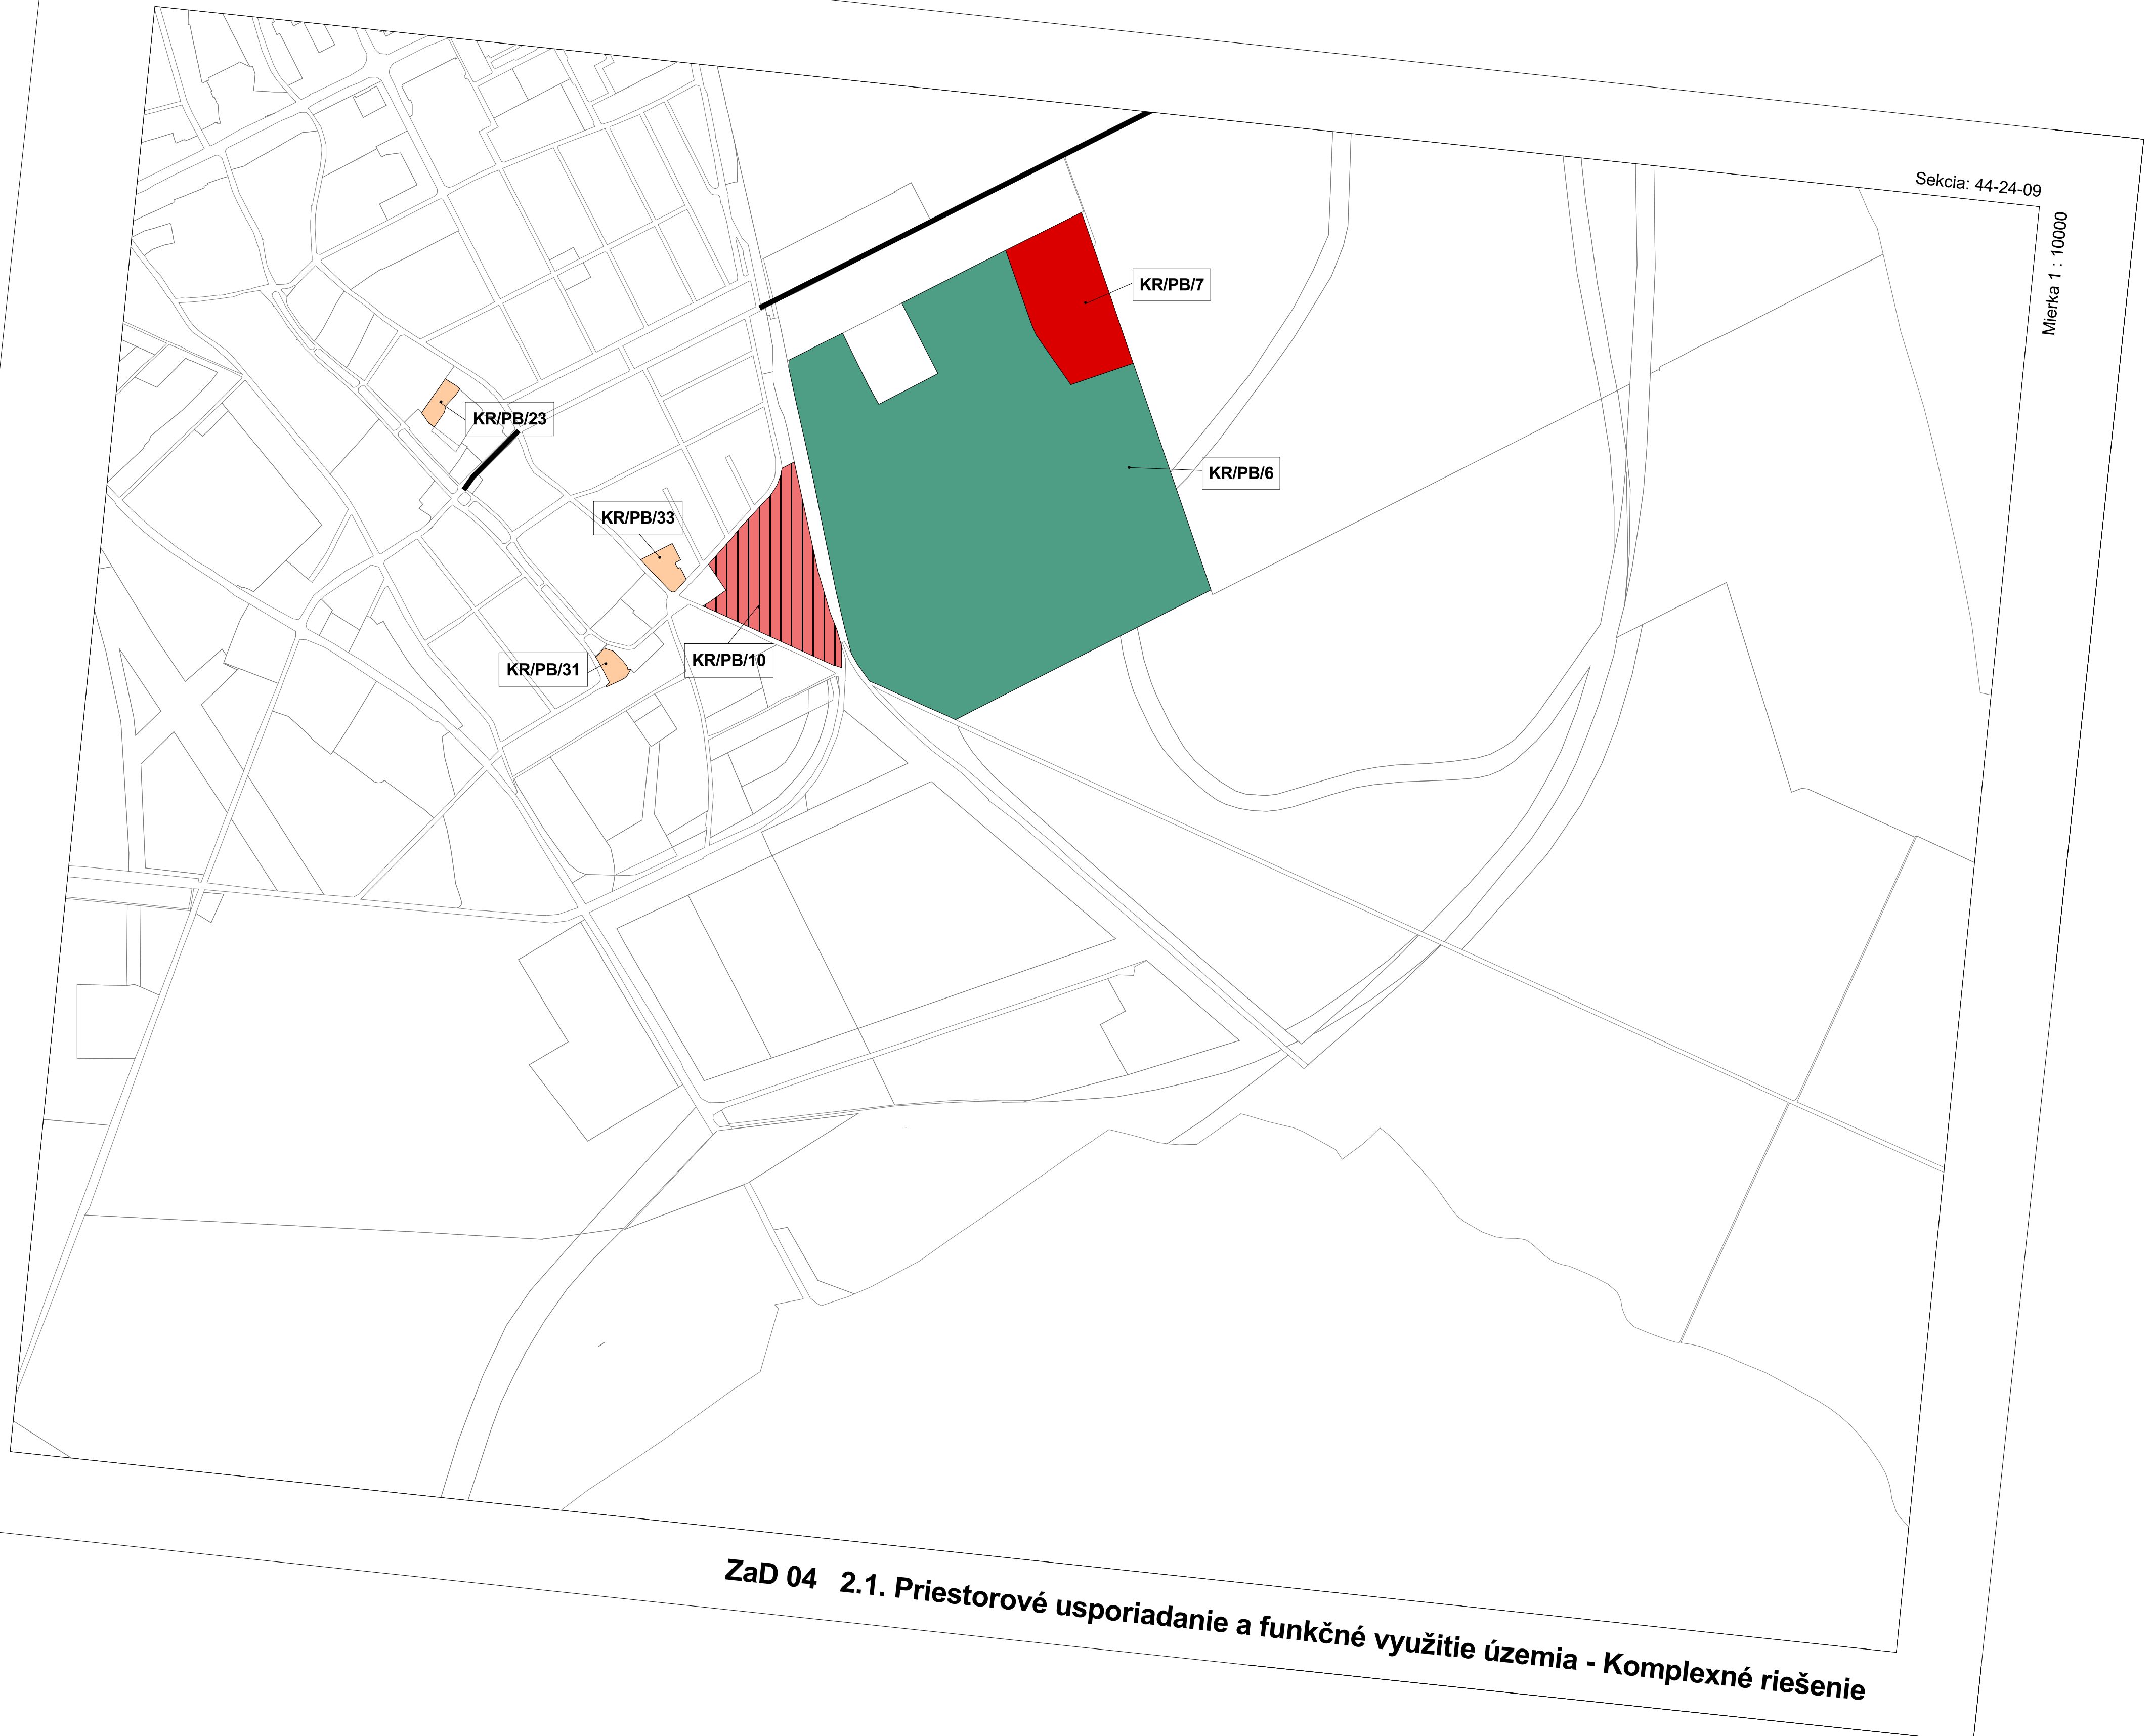 Sekcia: 44-24-09
Mierka 1 : 10000
KR/PB/7
KR/PB/23
KR/PB/6
KR/PB/33
KR/PB/10
KR/PB/31
ZaD 04 2.1. Priestorové usporiadanie a funkčné využitie územia - Komplexné riešenie